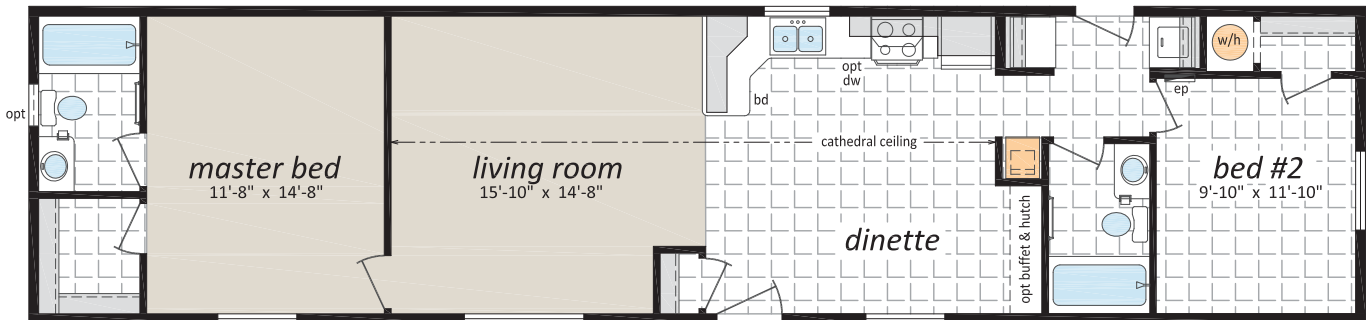 opt
master bed
11'-8" x 14'-8"
living room
15'-10" x 14'-8"
bd
opt
dw
cathedral ceiling
dinette
opt buffet & hutch
w/h
ep
bed #2
9'-10" x 11'-10"